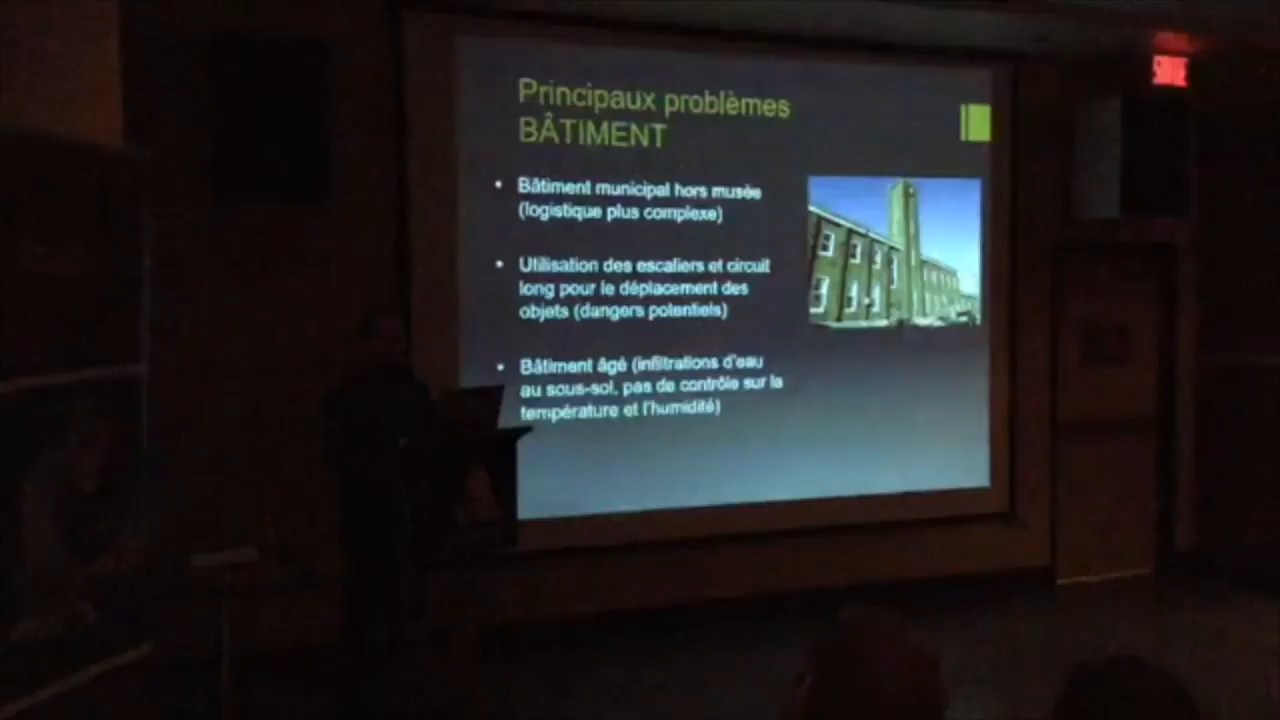 Principaux problèmes
BÂTIMENT
• Bâtiment municipal hors musée
(logistique plus complexe)
• Utilisation des escaliers et circuit
long pour le déplacement des
objets (dangers potentiels)
• Bâtiment âgé (infiltrations d'eau
au sous-sol, pas de contrôle sur la
température et l'humidité)
SORTIE